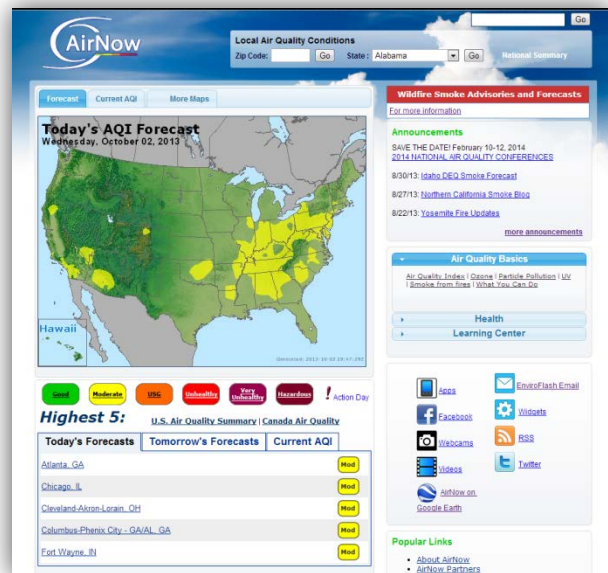 Go
AirNow
Local Air Quality Conditions
Zip Code: Go State: Alabama Go National Summary
Forecast Current AQI More Maps
Today's AQI Forecast
Wednesday, October 02, 2013
Hawaii
Good Moderate USG Unhealthy Very Unhealthy Hazardous ! Action Day
Highest 5: U.S. Air Quality Summary | Canada Air Quality
Today's Forecasts Tomorrow's Forecasts Current AQI
Atlanta, GA Mod
Chicago, IL Mod
Cleveland-Akron-Lorain, OH Mod
Columbus-Phenix City - GA/AL, GA Mod
Fort Wayne, IN Mod
Wildfire Smoke Advisories and Forecasts
For more information
Announcements
SAVE THE DATE! February 10-12, 2014
2014 NATIONAL AIR QUALITY CONFERENCES
8/30/13: Idaho DEQ Smoke Forecast
8/27/13: Northern California Smoke Blog
8/22/13: Yosemite Fire Updates
more announcements
Air Quality Basics
Air Quality Index | Ozone | Particle Pollution | UV
| Smoke from fires | What You Can Do
Health
Learning Center
Apps EnviroFlash Email
Facebook Widgets
Webcams RSS
Videos Twitter
AirNow on
Google Earth
Popular Links
About AirNow
AirNow Partners